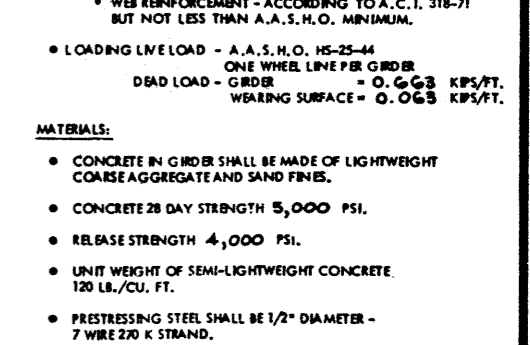 • WEB REINFORCEMENT - ACCORDING TO A.C.I. 318-71
BUT NOT LESS THAN A.A.S.H.O. MINIMUM.
• LOADING LIVE LOAD - A.A.S.H.O. HS-25-44
ONE WHEEL LINE PER GIRDER
DEAD LOAD - GIRDER = 0.663 KIPS/FT.
WEARING SURFACE = 0.063 KIPS/FT.
MATERIALS:
• CONCRETE IN GIRDER SHALL BE MADE OF LIGHTWEIGHT
COARSE AGGREGATE AND SAND FINES.
• CONCRETE 28 DAY STRENGTH 5,000 PSI.
• RELEASE STRENGTH 4,000 PSI.
• UNIT WEIGHT OF SEMI-LIGHTWEIGHT CONCRETE
120 LB./CU. FT.
• PRESTRESSING STEEL SHALL BE 1/2" DIAMETER -
7 WIRE 270 K STRAND.